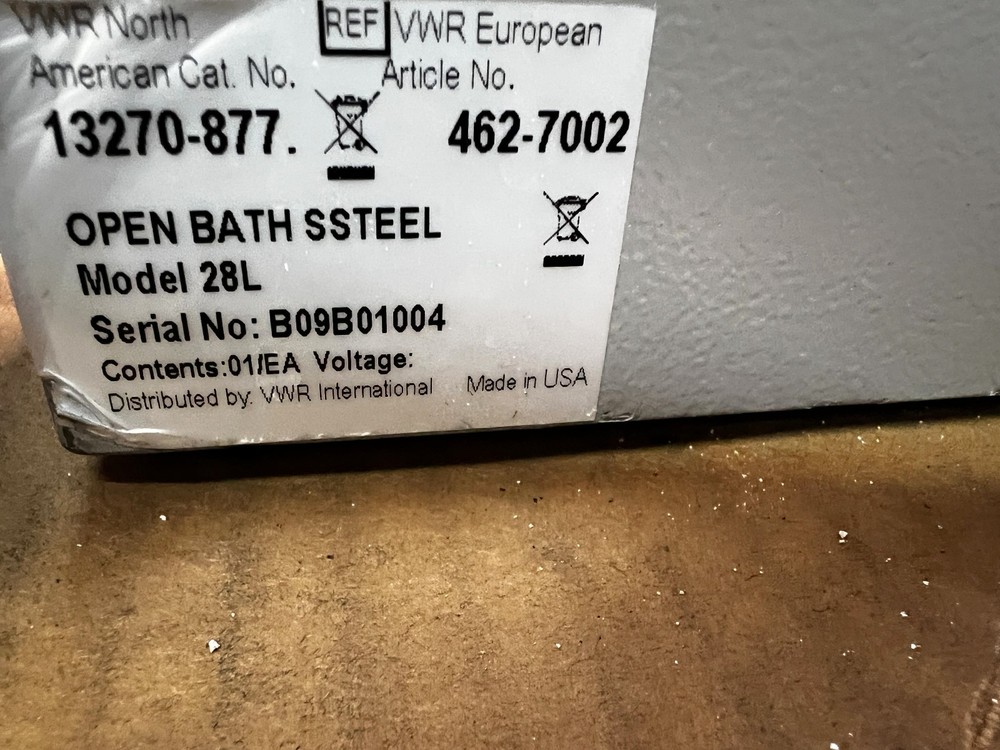 VWR North REF VWR European
American Cat. No. Article No.
13270-877. 462-7002
OPEN BATH SSTEEL
Model 28L
Serial No: B09B01004
Contents:01/EA Voltage:
Distributed by: VWR International Made in USA